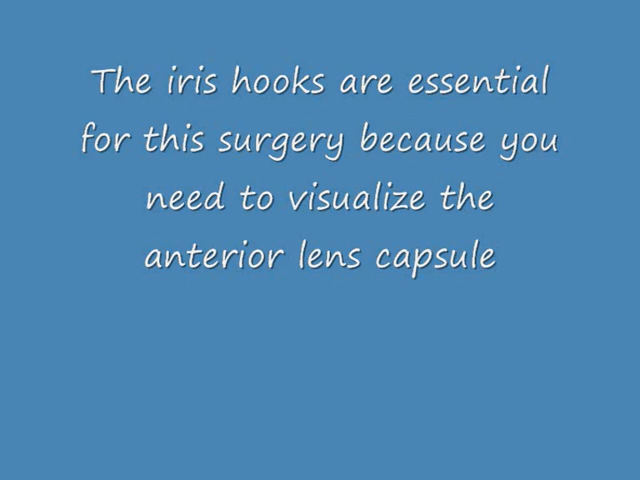 The iris hooks are essential
for this surgery because you
need to visualize the
anterior lens capsule